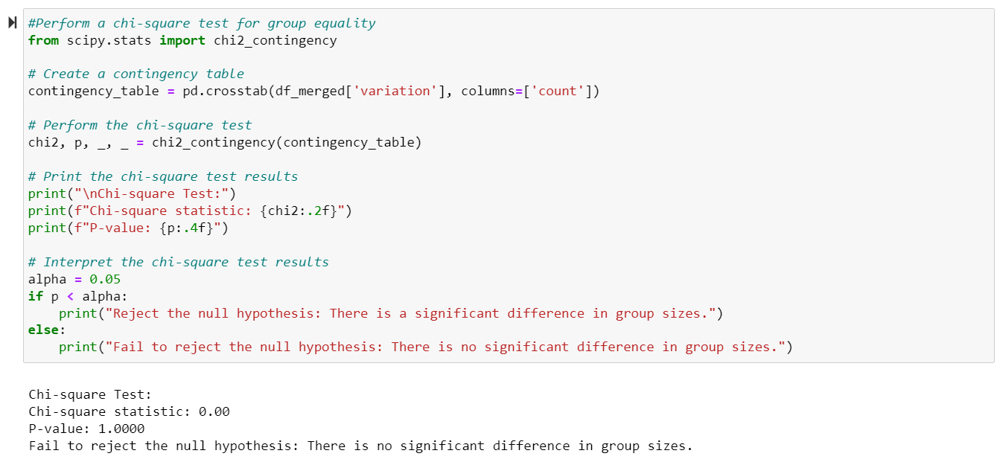 #Perform a chi-square test for group equality
from scipy.stats import chi2_contingency
# Create a contingency table
contingency_table = pd.crosstab(df_merged['variation'], columns=['count'])
# Perform the chi-square test
chi2, p, _, _ = chi2_contingency(contingency_table)
# Print the chi-square test results
print("\nChi-square Test:")
print(f"Chi-square statistic: {chi2:.2f}")
print(f"P-value: {p:.4f}")
# Interpret the chi-square test results
alpha = 0.05
if p < alpha:
    print("Reject the null hypothesis: There is a significant difference in group sizes.")
else:
    print("Fail to reject the null hypothesis: There is no significant difference in group sizes.")
Chi-square Test:
Chi-square statistic: 0.00
P-value: 1.0000
Fail to reject the null hypothesis: There is no significant difference in group sizes.